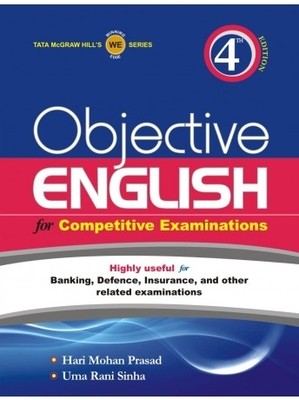 TATA McGRAW HILL'S WE SERIES
4TH EDITION
Objective
ENGLISH
for Competitive Examinations
Highly useful for
Banking, Defence, Insurance, and other
related examinations
• Hari Mohan Prasad
• Uma Rani Sinha